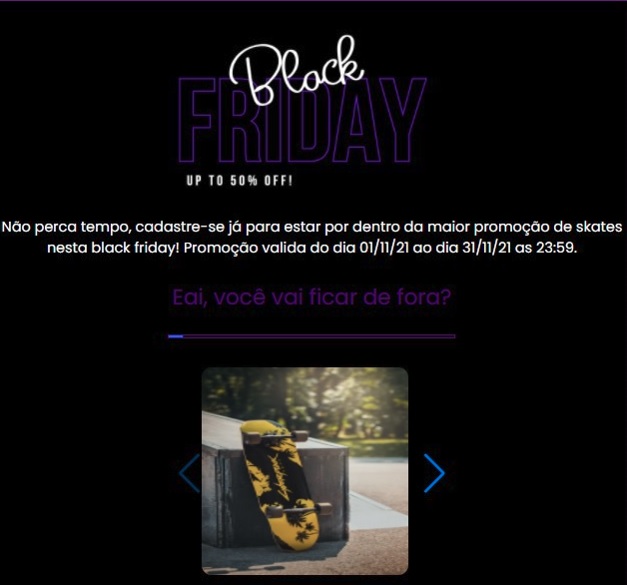 Black
FRIDAY
UP TO 50% OFF!
Não perca tempo, cadastre-se já para estar por dentro da maior promoção de skates
nesta black friday! Promoção valida do dia 01/11/21 ao dia 31/11/21 as 23:59.
Eai, você vai ficar de fora?